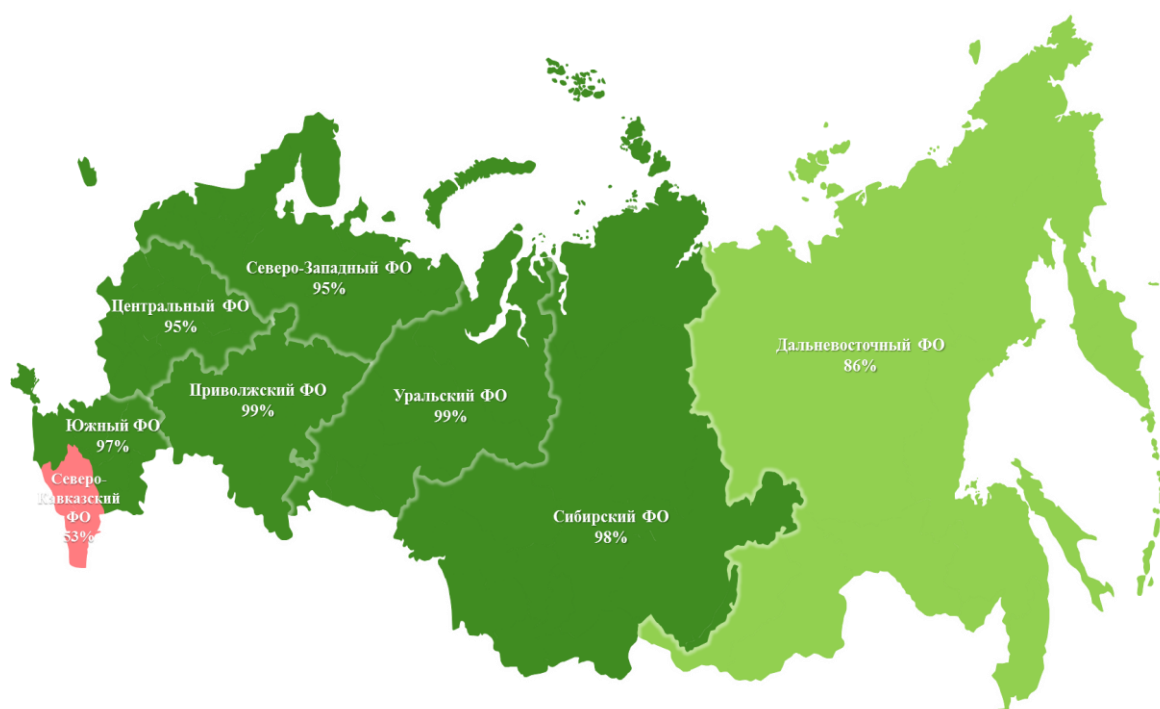 Северо-Западный ФО
95%
Центральный ФО
95%
Дальневосточный ФО
86%
Приволжский ФО
99%
Уральский ФО
99%
Южный ФО
97%
Северо-
Кавказский
ФО
53%
Сибирский ФО
98%